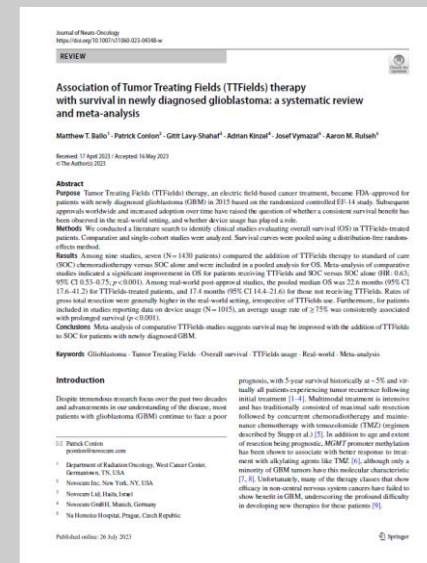 Journal of Neuro-Oncology
https://doi.org/10.1007/s11060-023-04348-w
REVIEW
Association of Tumor Treating Fields (TTFields) therapy
with survival in newly diagnosed glioblastoma: a systematic review
and meta-analysis
Matthew T. Ballo¹ · Patrick Conlon² · Gitit Lavy-Shahaf³ · Adrian Kinzel⁴ · Josef Vymazal⁵ · Aaron M. Rulseh⁵
Received: 17 April 2023 / Accepted: 16 May 2023
© The Author(s) 2023
Abstract
Purpose Tumor Treating Fields (TTFields) therapy, an electric field-based cancer treatment, became FDA-approved for
patients with newly diagnosed glioblastoma (GBM) in 2015 based on the randomized controlled EF-14 study. Subsequent
approvals worldwide and increased adoption over time have raised the question of whether a consistent survival benefit has
been observed in the real-world setting, and whether device usage has played a role.
Methods We conducted a literature search to identify clinical studies evaluating overall survival (OS) in TTFields-treated
patients. Comparative and single-cohort studies were analyzed. Survival curves were pooled using a distribution-free random-
effects method.
Results Among nine studies, seven (N = 1430 patients) compared the addition of TTFields therapy to standard of care
(SOC) chemoradiotherapy versus SOC alone and were included in a pooled analysis for OS. Meta-analysis of comparative
studies indicated a significant improvement in OS for patients receiving TTFields and SOC versus SOC alone (HR: 0.63;
95% CI 0.53–0.75; p < 0.001). Among real-world post-approval studies, the pooled median OS was 22.6 months (95% CI
17.6–41.2) for TTFields-treated patients, and 17.4 months (95% CI 14.4–21.6) for those not receiving TTFields. Rates of
gross total resection were generally higher in the real-world setting, irrespective of TTFields use. Furthermore, for patients
included in studies reporting data on device usage (N = 1015), an average usage rate of ≥ 75% was consistently associated
with prolonged survival (p < 0.001).
Conclusions Meta-analysis of comparative TTFields studies suggests survival may be improved with the addition of TTFields
to SOC for patients with newly diagnosed GBM.
Keywords Glioblastoma · Tumor Treating Fields · Overall survival · TTFields usage · Real-world · Meta-analysis
Introduction
Despite tremendous research focus over the past two decades
and advancements in our understanding of the disease, most
patients with glioblastoma (GBM) continue to face a poor
Patrick Conlon
pconlon@novocure.com
1 Department of Radiation Oncology, West Cancer Center,
Germantown, TN, USA
2 Novocure Inc, New York, NY, USA
3 Novocure Ltd, Haifa, Israel
4 Novocure GmbH, Munich, Germany
5 Na Homolce Hospital, Prague, Czech Republic
prognosis, with 5-year survival historically at ~ 5% and vir-
tually all patients experiencing tumor recurrence following
initial treatment [1–4]. Multimodal treatment is intensive
and has traditionally consisted of maximal safe resection
followed by concurrent chemoradiotherapy and mainte-
nance chemotherapy with temozolomide (TMZ) (regimen
described by Stupp et al.) [5]. In addition to age and extent
of resection being prognostic, MGMT promoter methylation
has been shown to associate with better response to treat-
ment with alkylating agents like TMZ [6], although only a
minority of GBM tumors have this molecular characteristic
[7, 8]. Unfortunately, many of the therapy classes that show
efficacy in non-central nervous system cancers have failed to
show benefit in GBM, underscoring the profound difficulty
in developing new therapies for these patients [9].
Published online: 26 July 2023
Springer